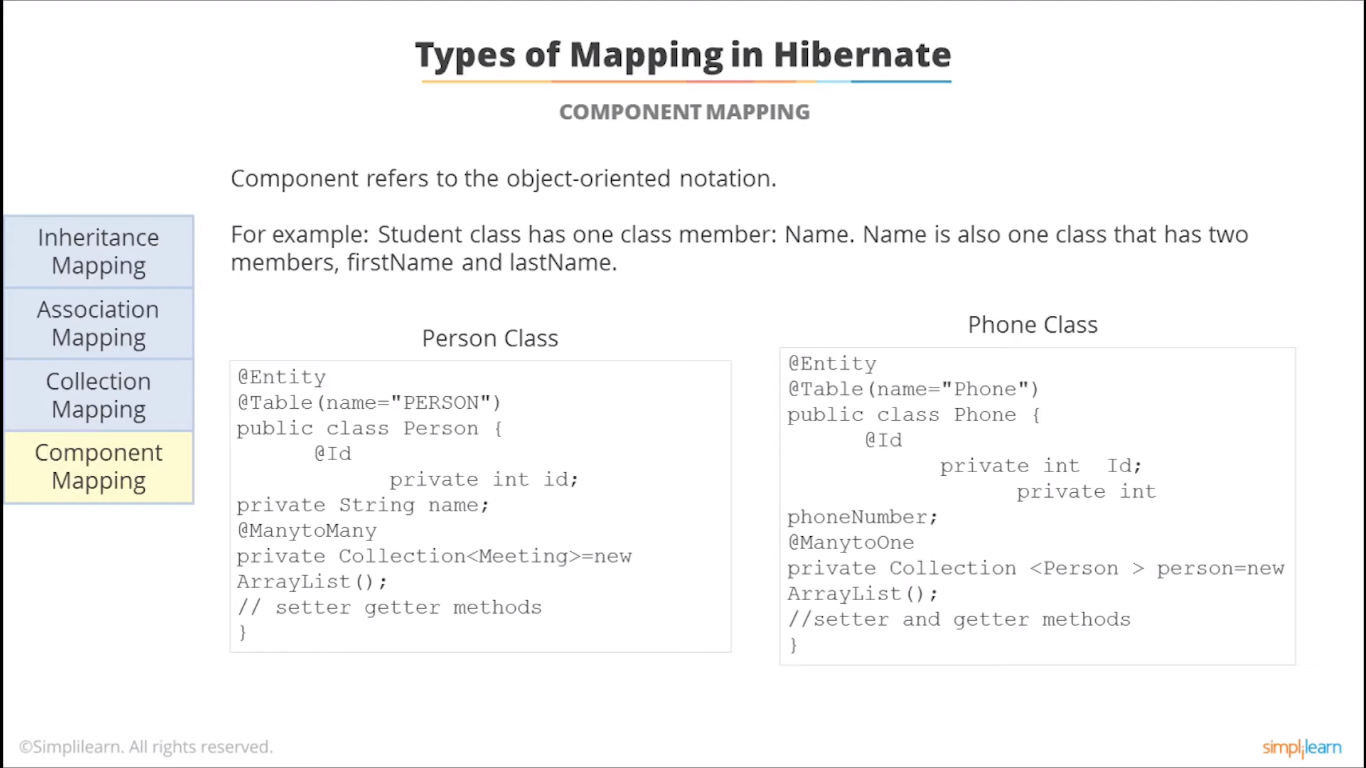 Types of Mapping in Hibernate
COMPONENT MAPPING
Component refers to the object-oriented notation.
For example: Student class has one class member: Name. Name is also one class that has two
members, firstName and lastName.
Inheritance
Mapping
Association
Mapping
Collection
Mapping
Component
Mapping
Person Class
@Entity
@Table(name="PERSON")
public class Person {
@Id
private int id;
private String name;
@ManytoMany
private Collection<Meeting>=new
ArrayList();
// setter getter methods
}
Phone Class
@Entity
@Table(name="Phone")
public class Phone {
@Id
private int Id;
private int
phoneNumber;
@ManytoOne
private Collection <Person > person=new
ArrayList();
//setter and getter methods
}
©Simplilearn. All rights reserved.
simplilearn